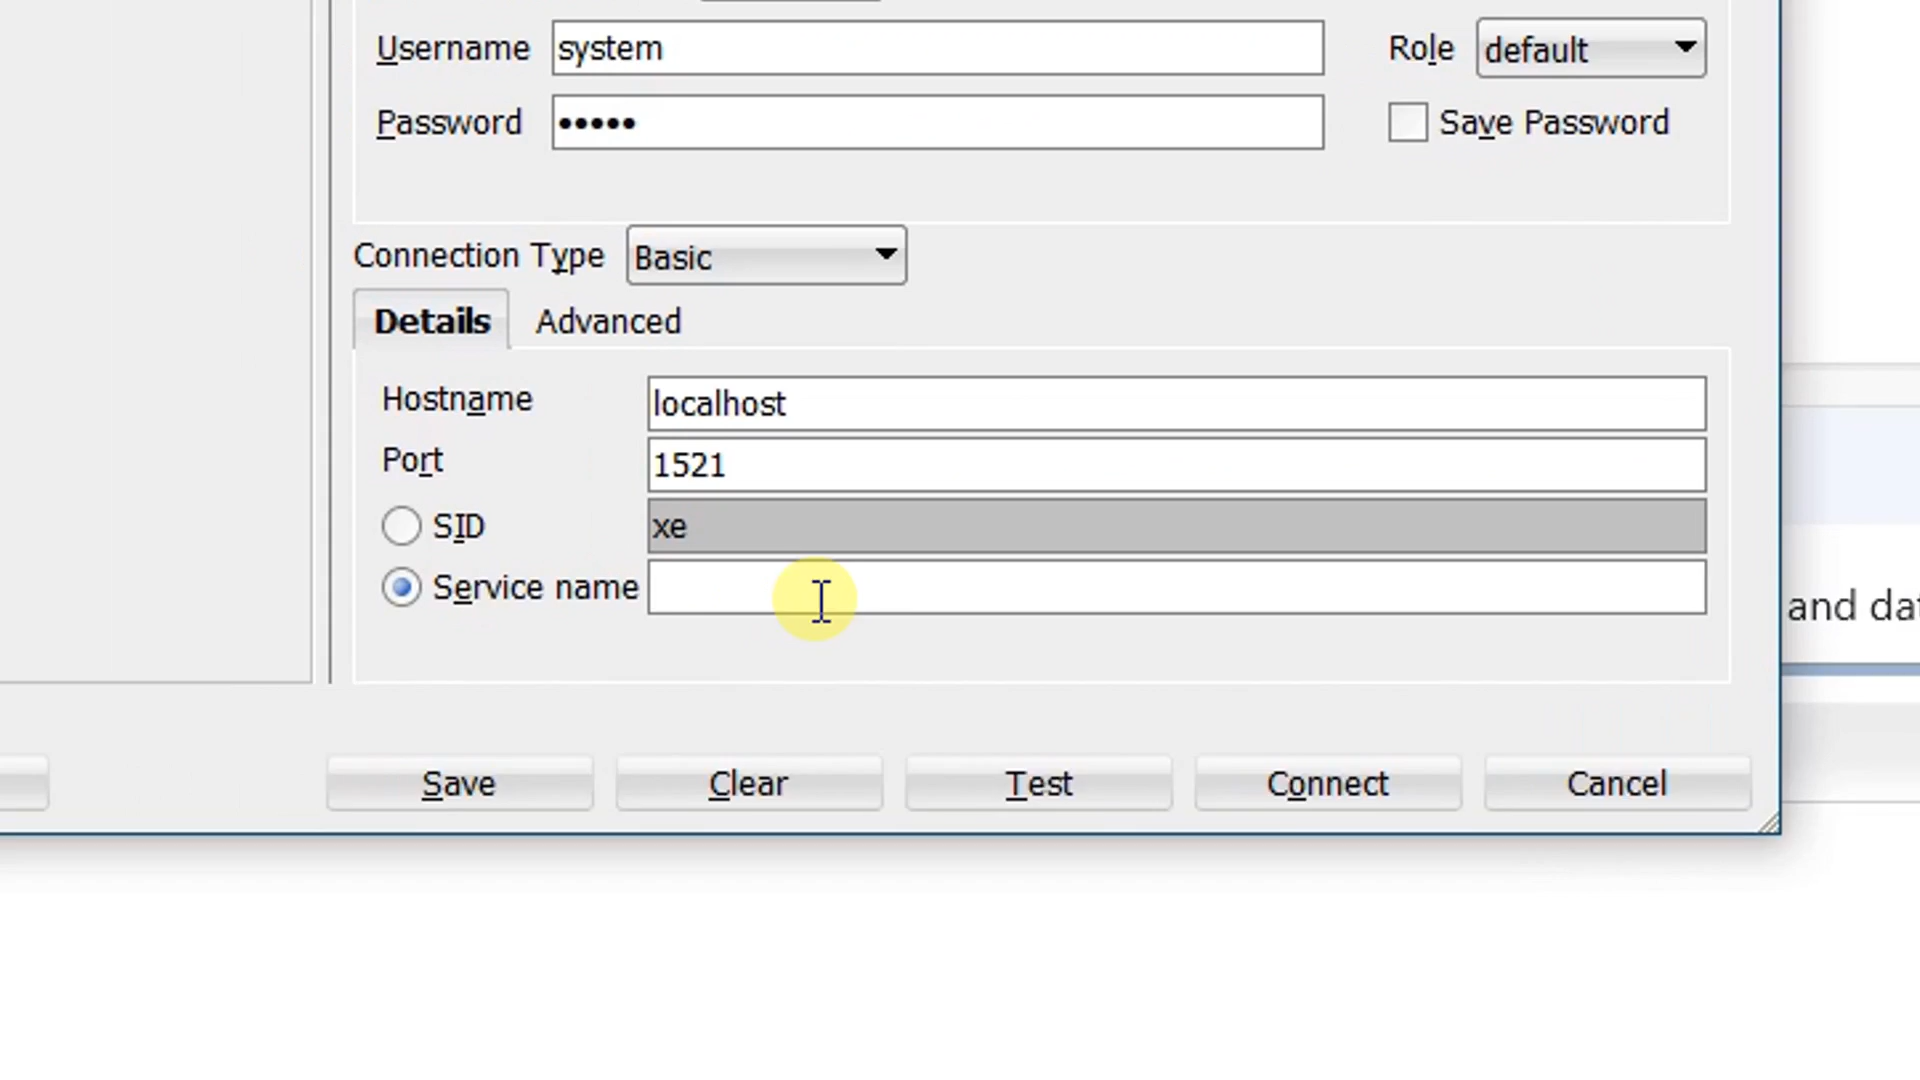 Username system Role default
Password ••••• Save Password
Connection Type Basic
Details Advanced
Hostname localhost
Port 1521
SID xe
Service name
and dat
Save Clear Test Connect Cancel